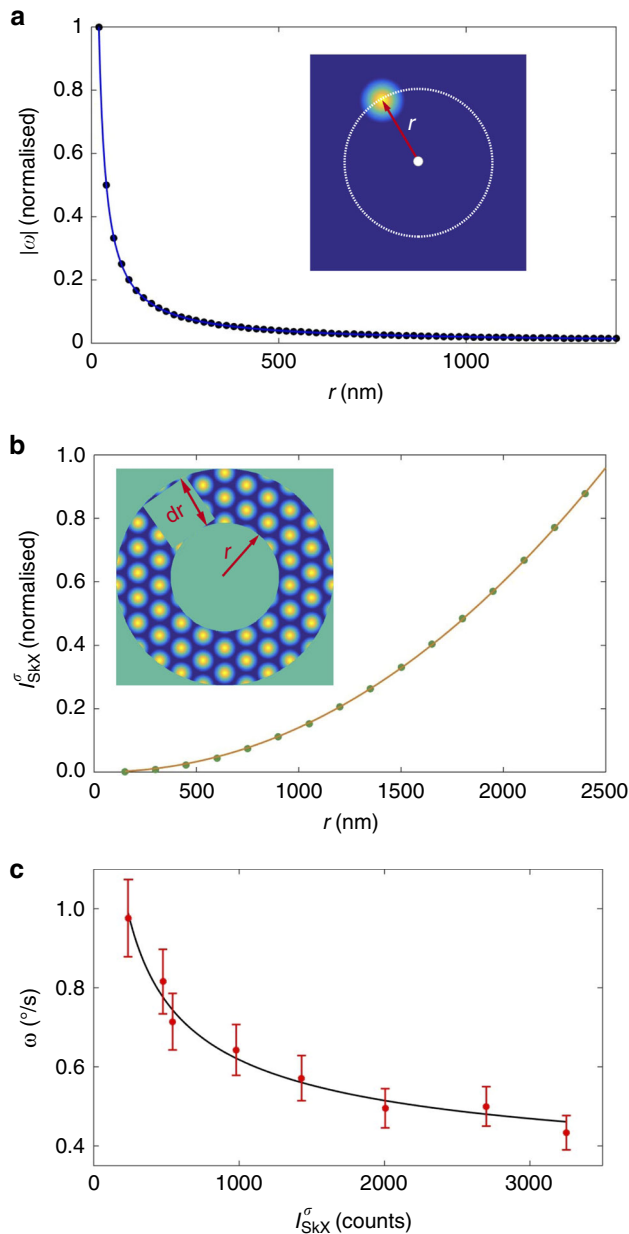 a
1
0.8
0.6
0.4
0.2
0
|ω| (normalised)
r
0
500
1000
r (nm)
b
1.0
0.8
0.6
0.4
0.2
0.0
I^σ_SkX (normalised)
dr
r
0
500
1000
1500
2000
2500
r (nm)
c
1.0
0.8
0.6
0.4
ω (°/s)
0
1000
2000
3000
I^σ_SkX (counts)